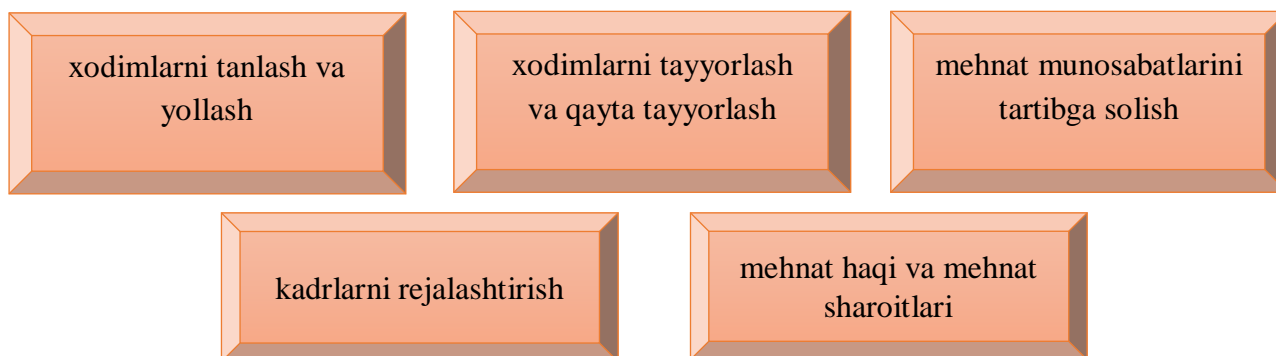 xodimlarni tanlash va
yollash
xodimlarni tayyorlash
va qayta tayyorlash
mehnat munosabatlarini
tartibga solish
kadrlarni rejalashtirish
mehnat haqi va mehnat
sharoitlari